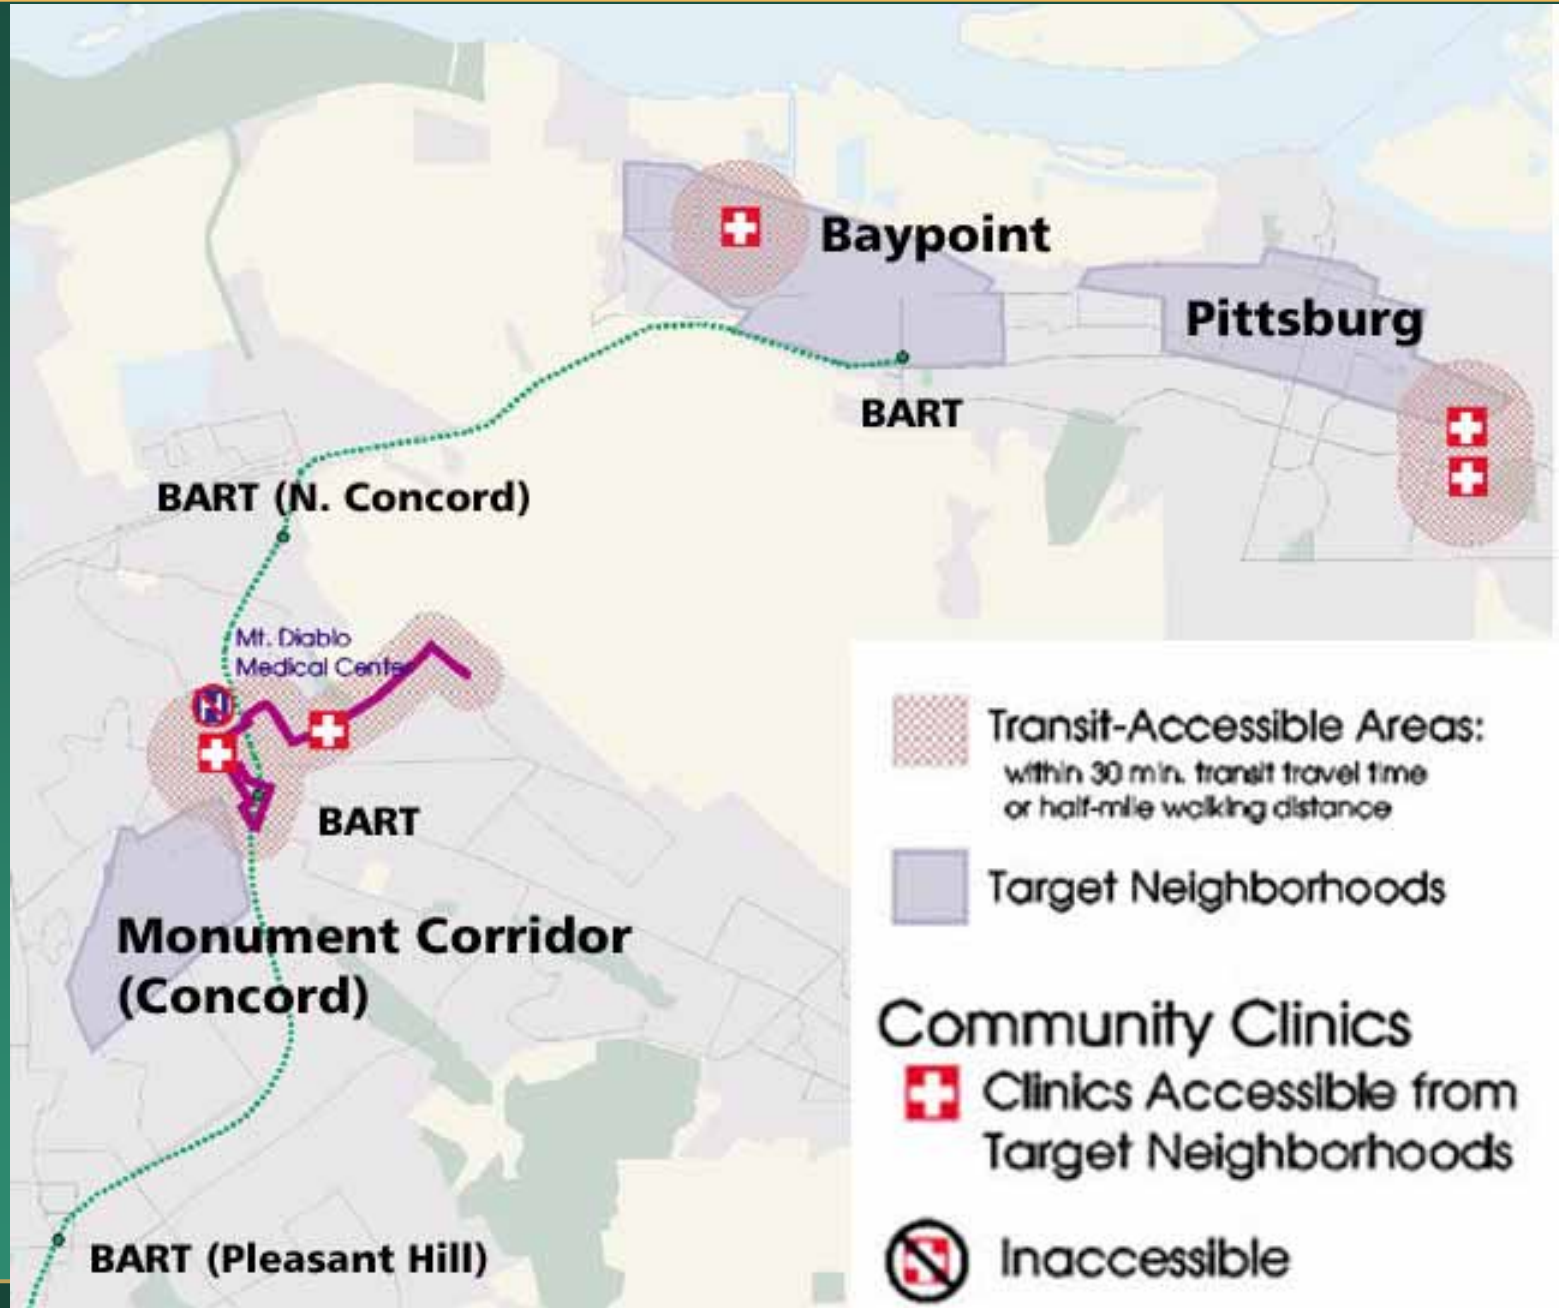 Baypoint
Pittsburg
BART
BART (N. Concord)
Mt. Diablo
Medical Center
BART
Monument Corridor
(Concord)
BART (Pleasant Hill)
Transit-Accessible Areas:
within 30 min. transit travel time
or half-mile walking distance
Target Neighborhoods
Community Clinics
Clinics Accessible from
Target Neighborhoods
Inaccessible